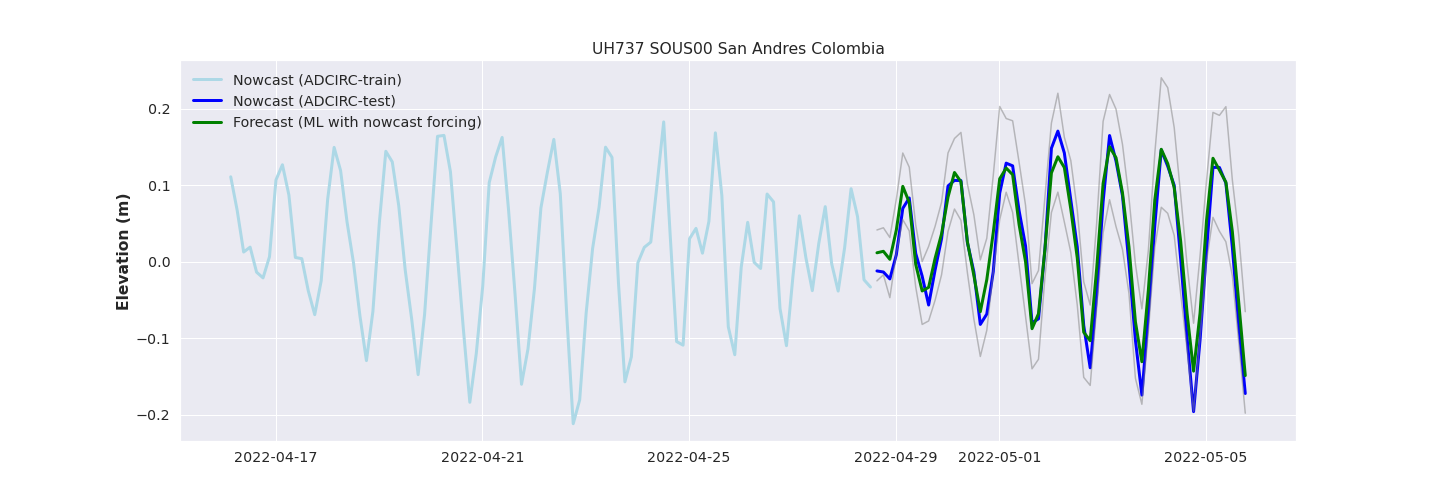 UH737 SOUS00 San Andres Colombia
Nowcast (ADCIRC-train)
Nowcast (ADCIRC-test)
Forecast (ML with nowcast forcing)
Elevation (m)
0.2
0.1
0.0
−0.1
−0.2
2022-04-17 2022-04-21 2022-04-25 2022-04-29 2022-05-01 2022-05-05